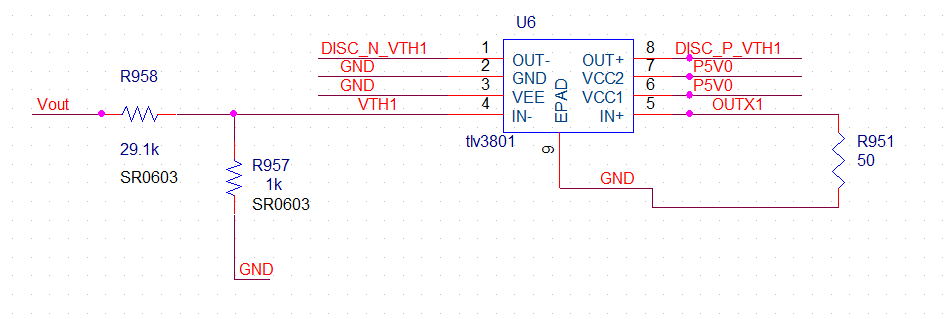 U6
DISC_N_VTH1
1
8
DISC_P_VTH1
OUT-
OUT+
GND
2
7
P5V0
GND
VCC2
GND
3
6
P5V0
VEE
VCC1
VTH1
4
5
OUTX1
IN-
IN+
EPAD
tlv3801
9
GND
R958
Vout
29.1k
SR0603
R957
1k
SR0603
GND
R951
50